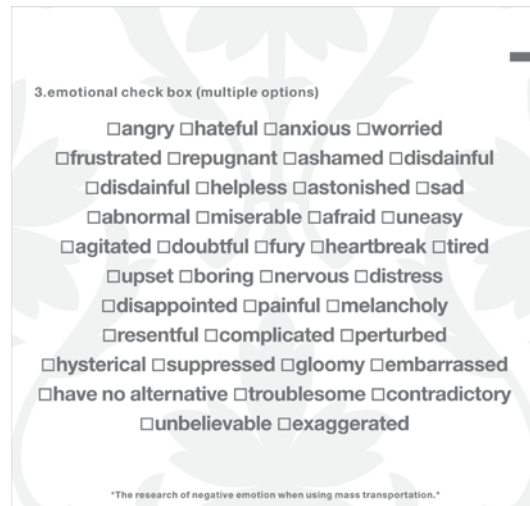 3.emotional check box (multiple options)
□angry □hateful □anxious □worried
□frustrated □repugnant □ashamed □disdainful
□disdainful □helpless □astonished □sad
□abnormal □miserable □afraid □uneasy
□agitated □doubtful □fury □heartbreak □tired
□upset □boring □nervous □distress
□disappointed □painful □melancholy
□resentful □complicated □perturbed
□hysterical □suppressed □gloomy □embarrassed
□have no alternative □troublesome □contradictory
□unbelievable □exaggerated
*The research of negative emotion when using mass transportation.*